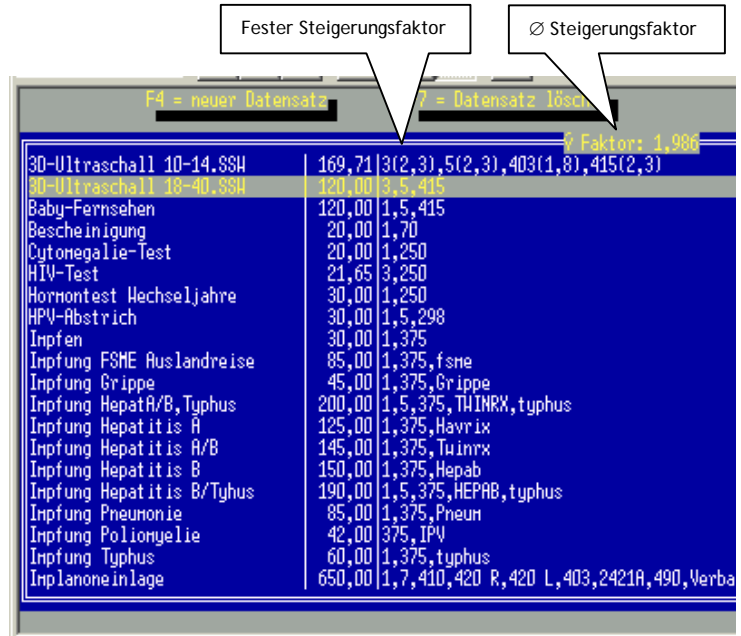 Fester Steigerungsfaktor
∅ Steigerungsfaktor
F4 = neuer Datensatz
7 = Datensatz lösch
Ý Faktor: 1,986
3D-Ultraschall 10-14.SSW 169,71 3(2,3),5(2,3),403(1,8),415(2,3)
3D-Ultraschall 18-40.SSW 120,00 3,5,415
Baby-Fernsehen 120,00 1,5,415
Bescheinigung 20,00 1,70
Cytomegalie-Test 20,00 1,250
HIV-Test 21,65 3,250
Hormontest Wechseljahre 30,00 1,250
HPV-Abstrich 30,00 1,5,298
Impfen 30,00 1,375
Impfung FSME Auslandreise 85,00 1,375,fsme
Impfung Grippe 45,00 1,375,Grippe
Impfung HepatA/B,Typhus 200,00 1,5,375,TWINRX,typhus
Impfung Hepatitis A 125,00 1,375,Havrix
Impfung Hepatitis A/B 145,00 1,375,Twinrx
Impfung Hepatitis B 150,00 1,375,Hepab
Impfung Hepatitis B/Tyhus 190,00 1,5,375,HEPAB,typhus
Impfung Pneumonie 85,00 1,375,Pneum
Impfung Poliomyelie 42,00 375,IPV
Impfung Typhus 60,00 1,375,typhus
Implanoneinlage 650,00 1,7,410,420 R,420 L,403,2421A,490,Verba